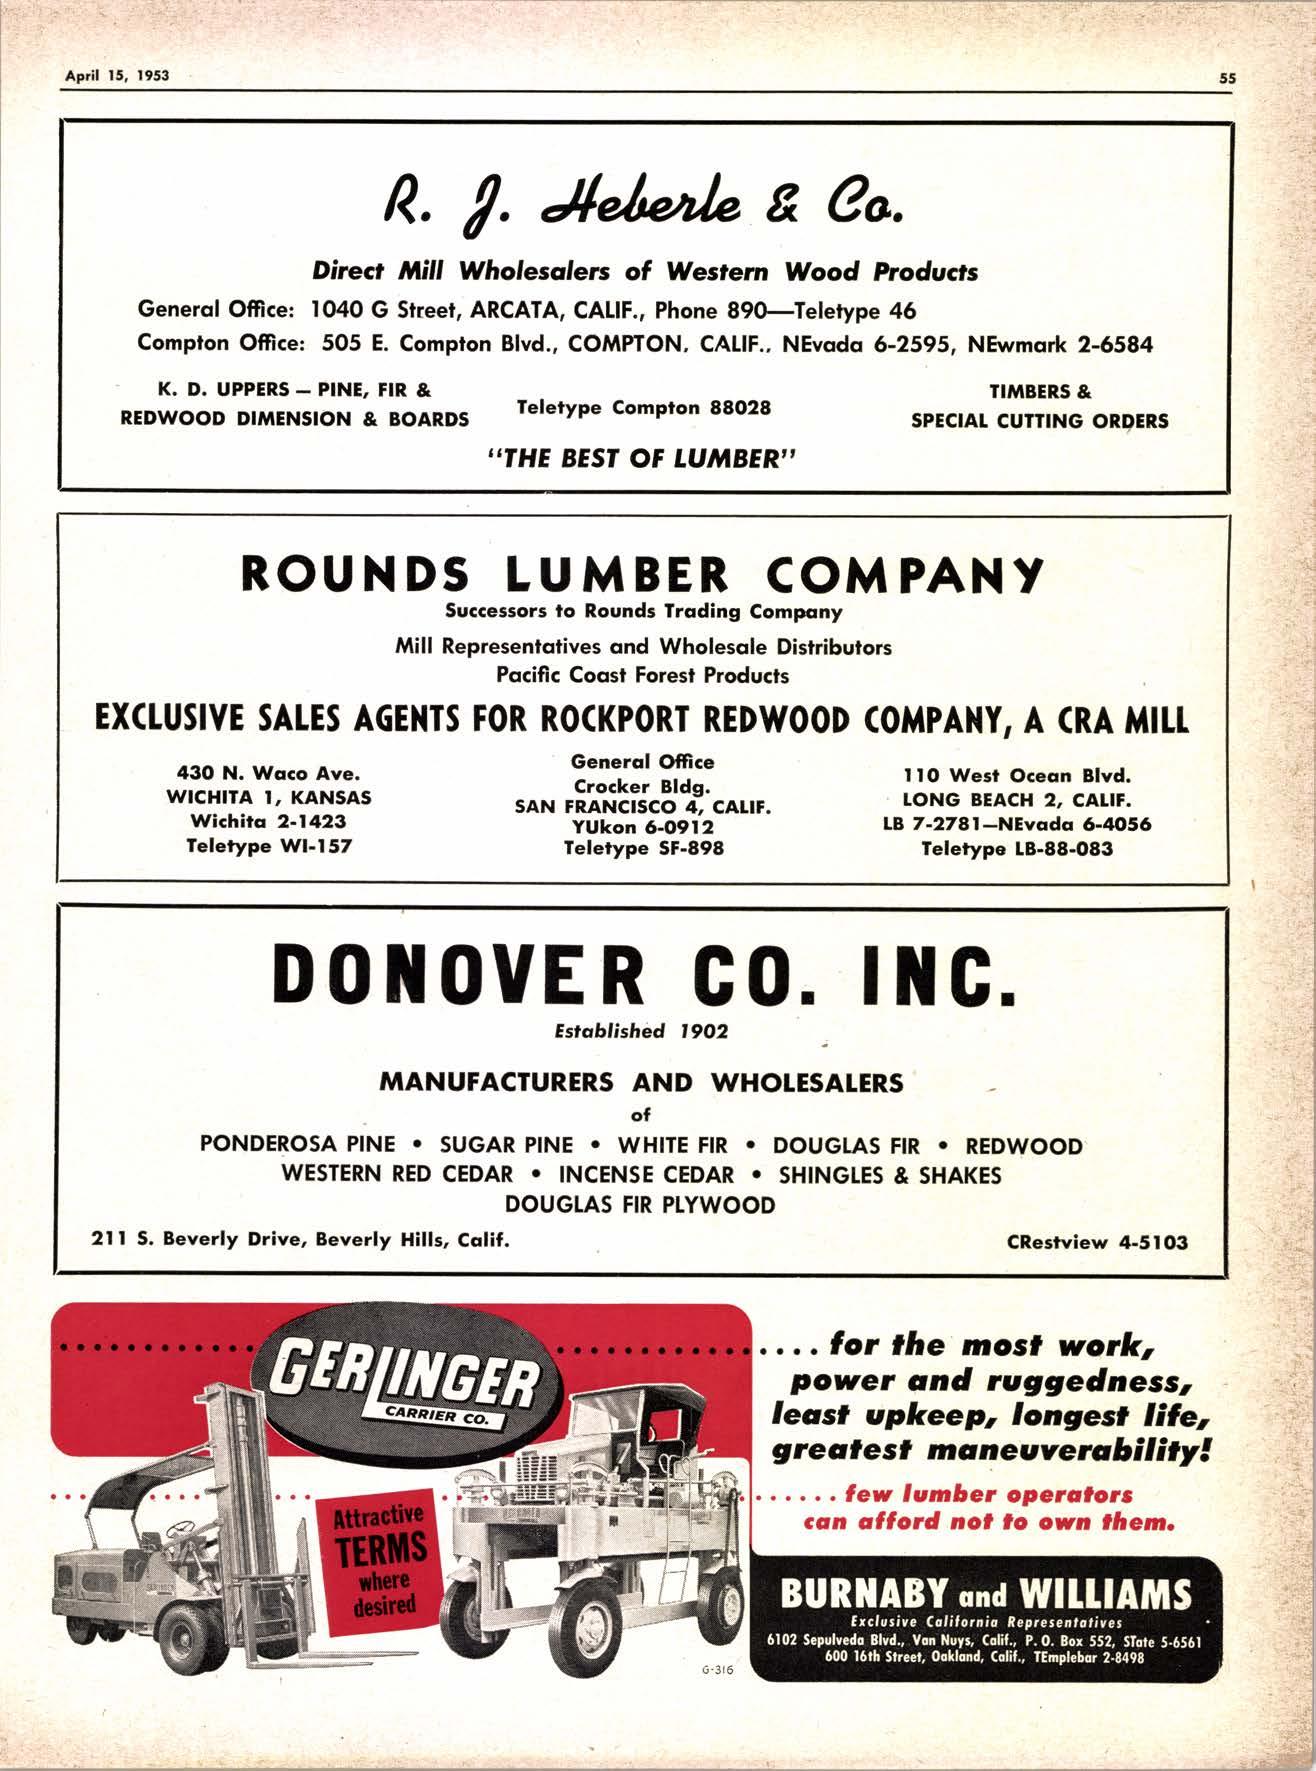 April 15, 1953
55
R. J. Heberle & Co.
Direct Mill Wholesalers of Western Wood Products
General Office: 1040 G Street, ARCATA, CALIF., Phone 890—Teletype 46
Compton Office: 505 E. Compton Blvd., COMPTON, CALIF., NEvada 6-2595, NEwmark 2-6584
K. D. UPPERS — PINE, FIR &
REDWOOD DIMENSION & BOARDS
Teletype Compton 88028
TIMBERS &
SPECIAL CUTTING ORDERS
"THE BEST OF LUMBER"
ROUNDS LUMBER COMPANY
Successors to Rounds Trading Company
Mill Representatives and Wholesale Distributors
Pacific Coast Forest Products
EXCLUSIVE SALES AGENTS FOR ROCKPORT REDWOOD COMPANY, A CRA MILL
430 N. Waco Ave.
WICHITA 1, KANSAS
Wichita 2-1423
Teletype WI-157
General Office
Crocker Bldg.
SAN FRANCISCO 4, CALIF.
YUkon 6-0912
Teletype SF-898
110 West Ocean Blvd.
LONG BEACH 2, CALIF.
LB 7-2781—NEvada 6-4056
Teletype LB-88-083
DONOVER CO. INC.
Established 1902
MANUFACTURERS AND WHOLESALERS
of
PONDEROSA PINE • SUGAR PINE • WHITE FIR • DOUGLAS FIR • REDWOOD
WESTERN RED CEDAR • INCENSE CEDAR • SHINGLES & SHAKES
DOUGLAS FIR PLYWOOD
211 S. Beverly Drive, Beverly Hills, Calif.
CRestview 4-5103
GERLINGER
CARRIER CO.
.... for the most work,
power and ruggedness,
least upkeep, longest life,
greatest maneuverability!
...... few lumber operators
can afford not to own them.
Attractive
TERMS
where
desired
GERLINGER
GERLINGER
G-316
BURNABY and WILLIAMS
Exclusive California Representatives
6102 Sepulveda Blvd., Van Nuys, Calif., P. O. Box 552, STate 5-6561
600 16th Street, Oakland, Calif., TEmplebar 2-8498